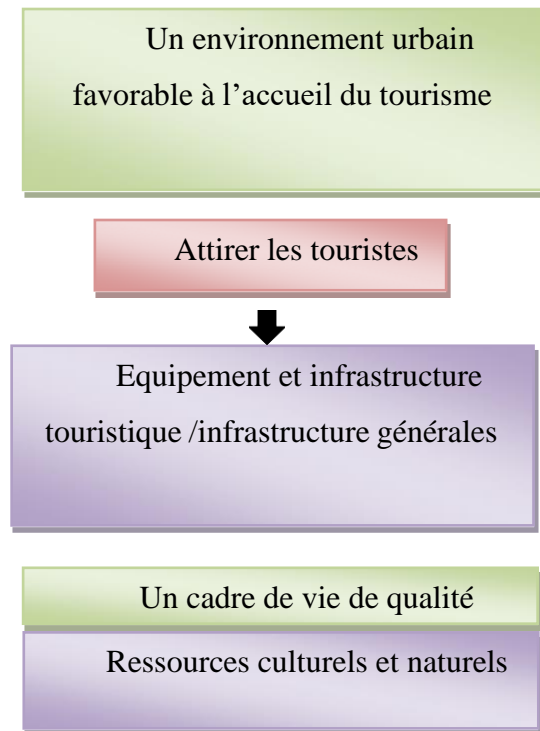 Un environnement urbain
favorable à l’accueil du tourisme
Attirer les touristes
Equipement et infrastructure
touristique /infrastructure générales
Un cadre de vie de qualité
Ressources culturels et naturels